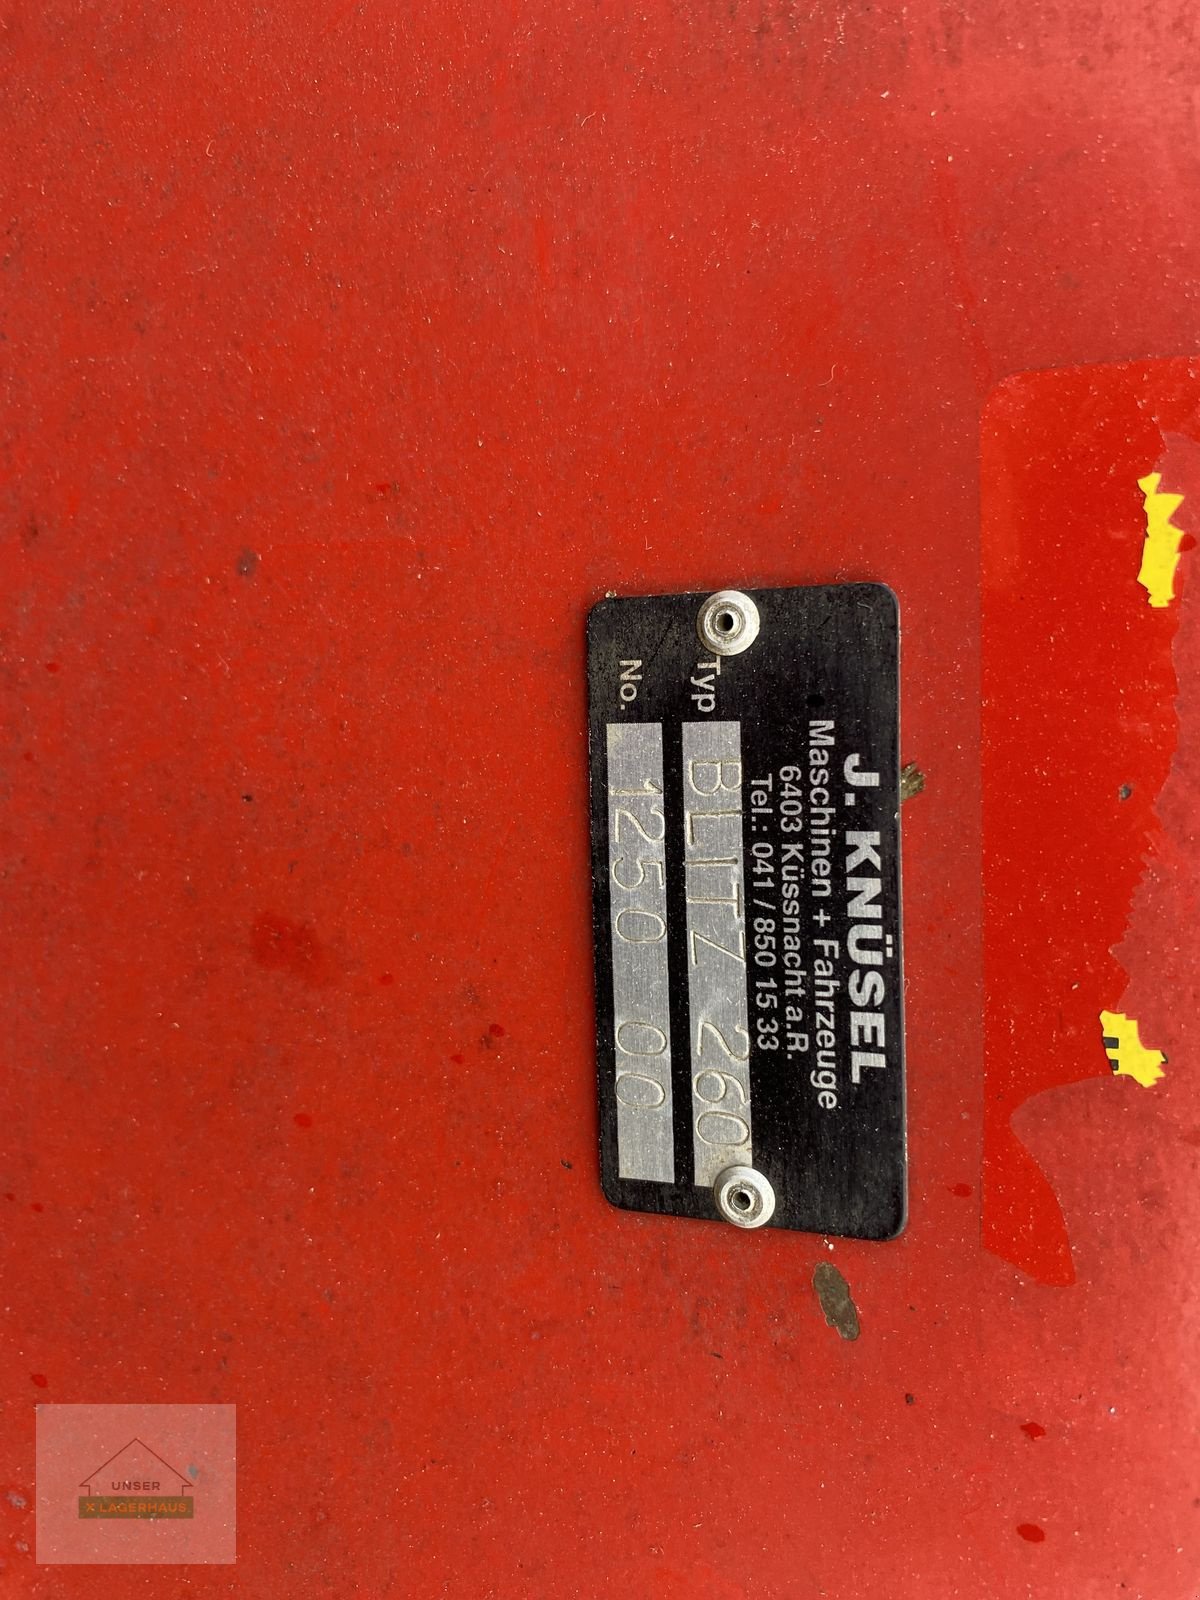 J. KNÜSEL
Maschinen + Fahrzeuge
6403 Küssnacht a.R.
Tel.: 041 / 850 15 33
Typ BLITZ 260
No. 1250 00
UNSER
X LAGERHAUS